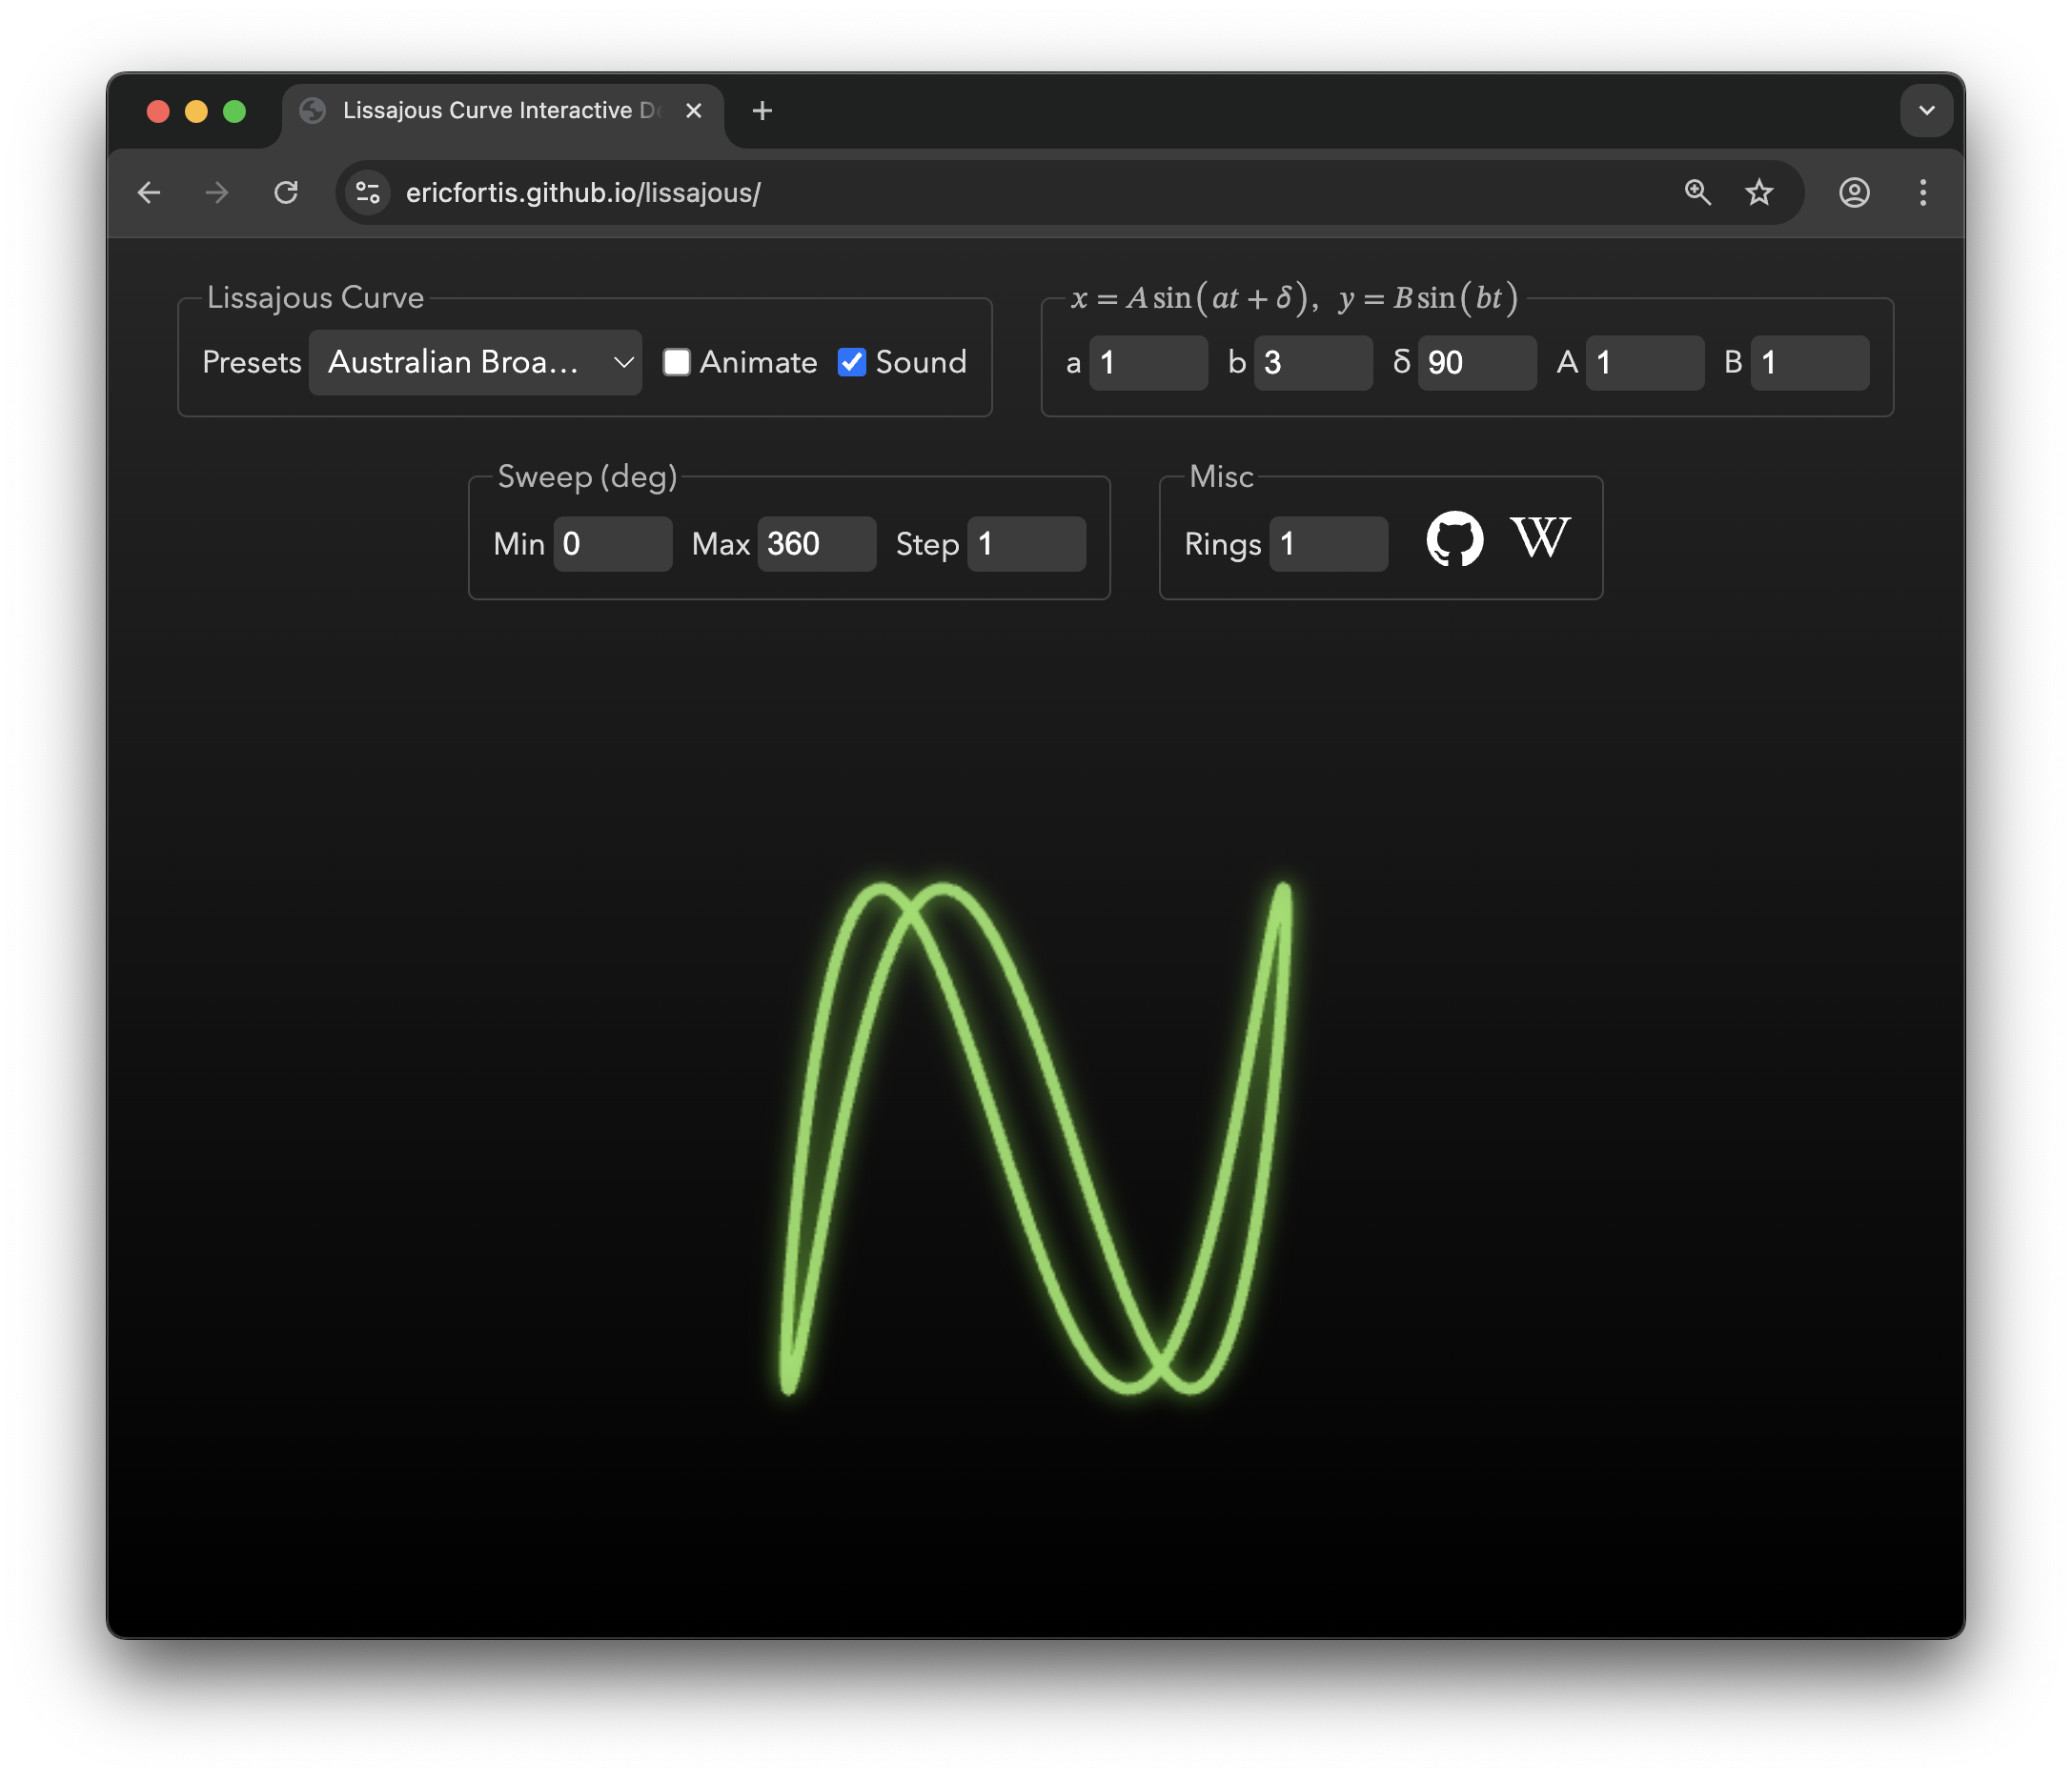 Lissajous Curve Interactive De
ericfortis.github.io/lissajous/
Lissajous Curve
Presets Australian Broa... Animate Sound
x = A sin(at + δ), y = B sin(bt)
a 1 b 3 δ 90 A 1 B 1
Sweep (deg)
Min 0 Max 360 Step 1
Misc
Rings 1 W